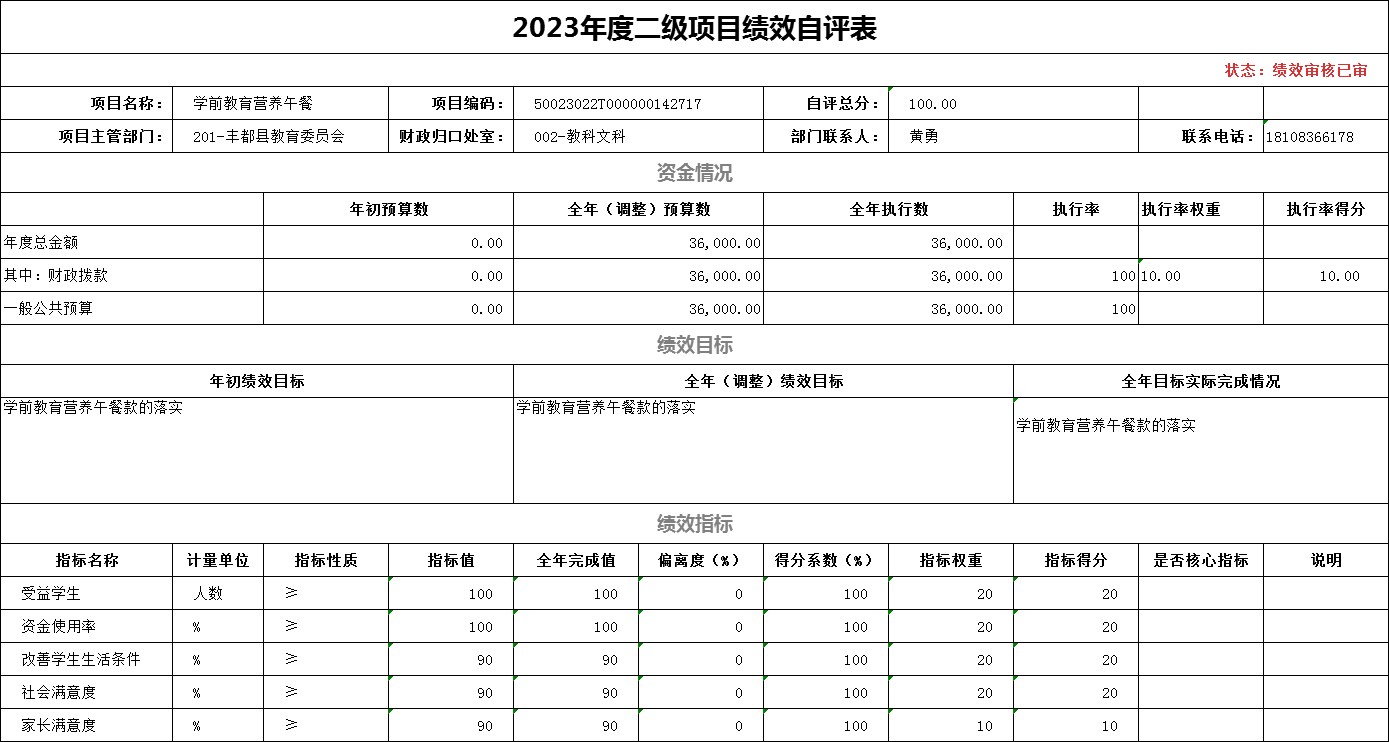 2023年度二级项目绩效自评表
状态：绩效审核已审
项目名称： 学前教育营养午餐 项目编码： 50023022T000000142717 自评总分： 100.00
项目主管部门： 201-丰都县教育委员会 财政归口处室： 002-教科文科 部门联系人： 黄勇 联系电话： 18108366178
资金情况
年初预算数 全年（调整）预算数 全年执行数 执行率 执行率权重 执行率得分
年度总金额 0.00 36,000.00 36,000.00
其中：财政拨款 0.00 36,000.00 36,000.00 100 10.00 10.00
一般公共预算 0.00 36,000.00 36,000.00 100
绩效目标
年初绩效目标 全年（调整）绩效目标 全年目标实际完成情况
学前教育营养午餐款的落实 学前教育营养午餐款的落实 学前教育营养午餐款的落实
绩效指标
指标名称 计量单位 指标性质 指标值 全年完成值 偏离度（%） 得分系数（%） 指标权重 指标得分 是否核心指标 说明
受益学生 人数 ≥ 100 100 0 100 20 20
资金使用率 % ≥ 100 100 0 100 20 20
改善学生生活条件 % ≥ 90 90 0 100 20 20
社会满意度 % ≥ 90 90 0 100 20 20
家长满意度 % ≥ 90 90 0 100 10 10